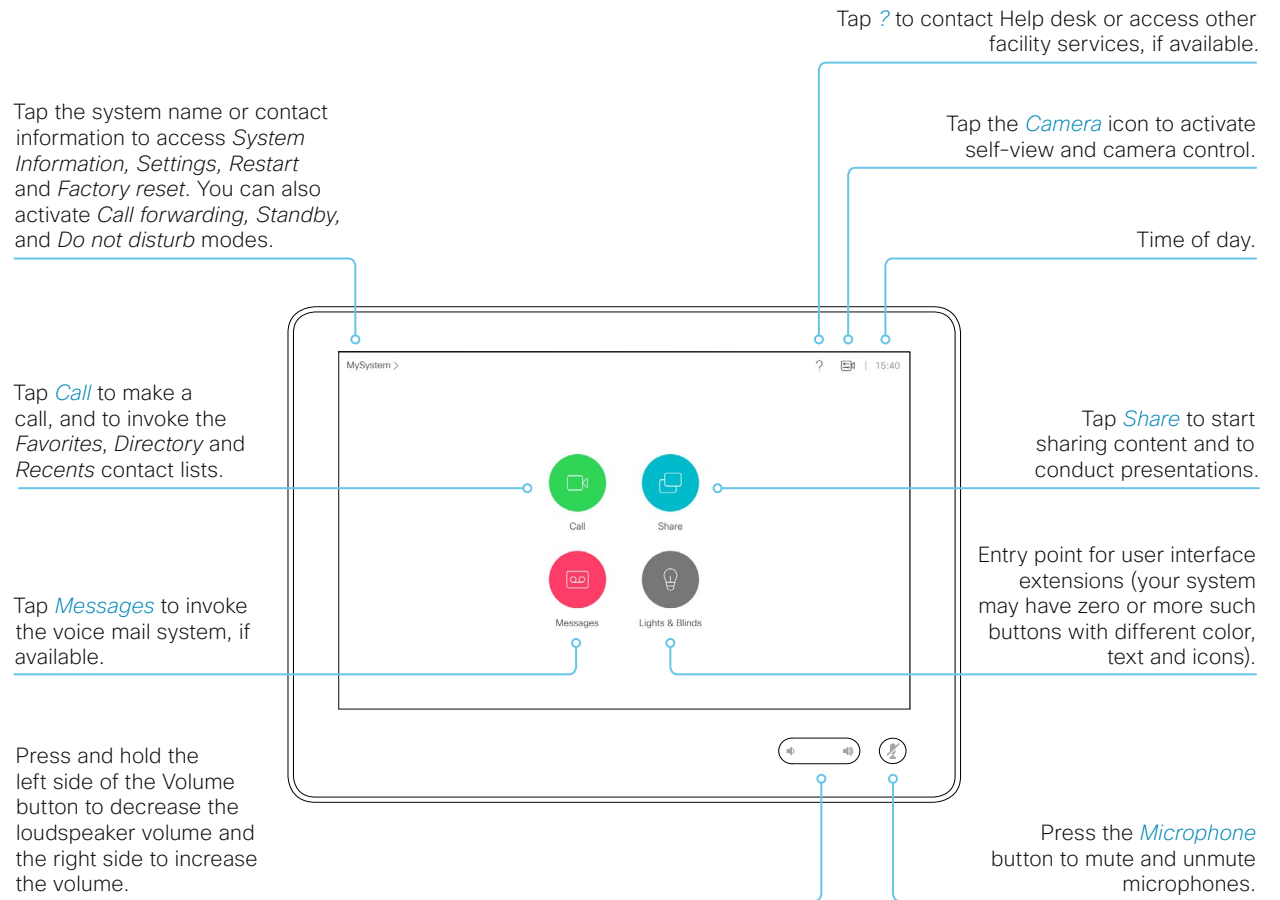 Tap ? to contact Help desk or access other
facility services, if available.
Tap the system name or contact
information to access System
Information, Settings, Restart
and Factory reset. You can also
activate Call forwarding, Standby,
and Do not disturb modes.
Tap the Camera icon to activate
self-view and camera control.
Time of day.
MySystem >
? | 15:40
Tap Call to make a
call, and to invoke the
Favorites, Directory and
Recents contact lists.
Tap Share to start
sharing content and to
conduct presentations.
Call
Share
Tap Messages to invoke
the voice mail system, if
available.
Messages
Lights & Blinds
Entry point for user interface
extensions (your system
may have zero or more such
buttons with different color,
text and icons).
Press and hold the
left side of the Volume
button to decrease the
loudspeaker volume and
the right side to increase
the volume.
Press the Microphone
button to mute and unmute
microphones.